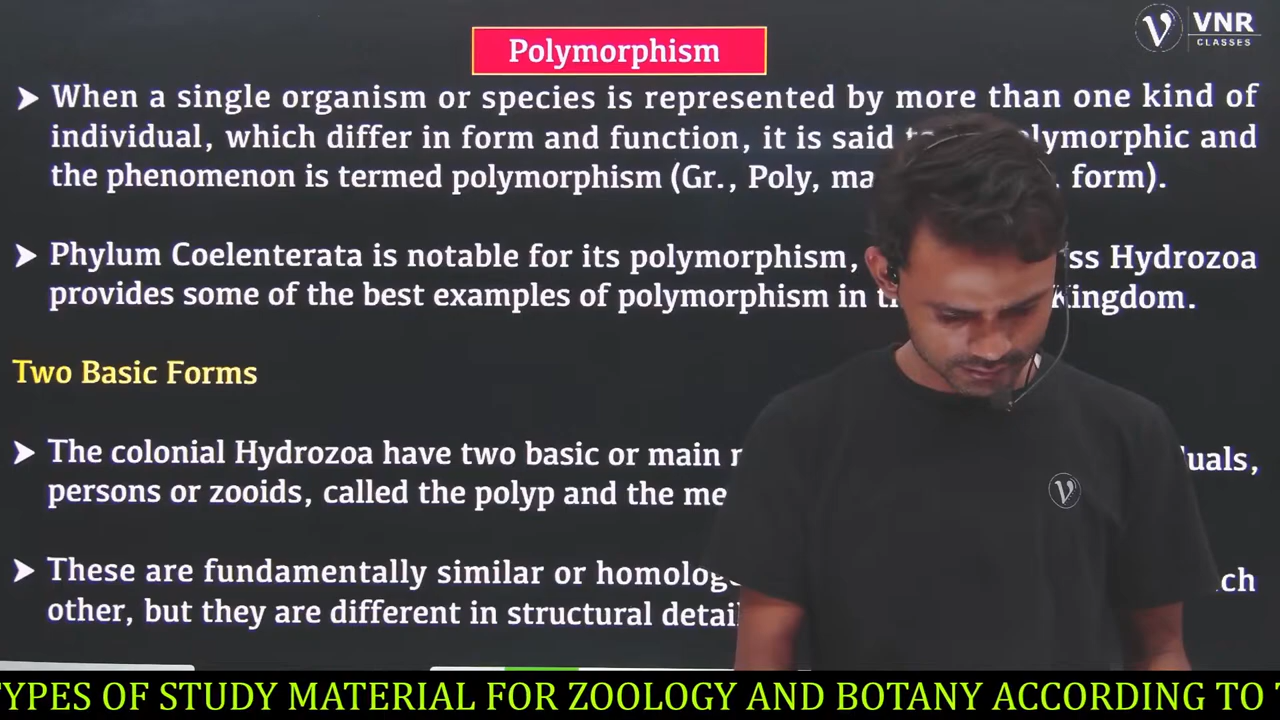 Polymorphism
VNR
CLASSES
➤ When a single organism or species is represented by more than one kind of
individual, which differ in form and function, it is said ymorphic and
the phenomenon is termed polymorphism (Gr., Poly, form).
➤ Phylum Coelenterata is notable for its polymorphism, Hydrozoa
provides some of the best examples of polymorphism in Kingdom.
Two Basic Forms
➤ The colonial Hydrozoa have two basic or main
persons or zooids, called the polyp and the
➤ These are fundamentally similar or
other, but they are different in structural
TYPES OF STUDY MATERIAL FOR ZOOLOGY AND BOTANY ACCORDING TO